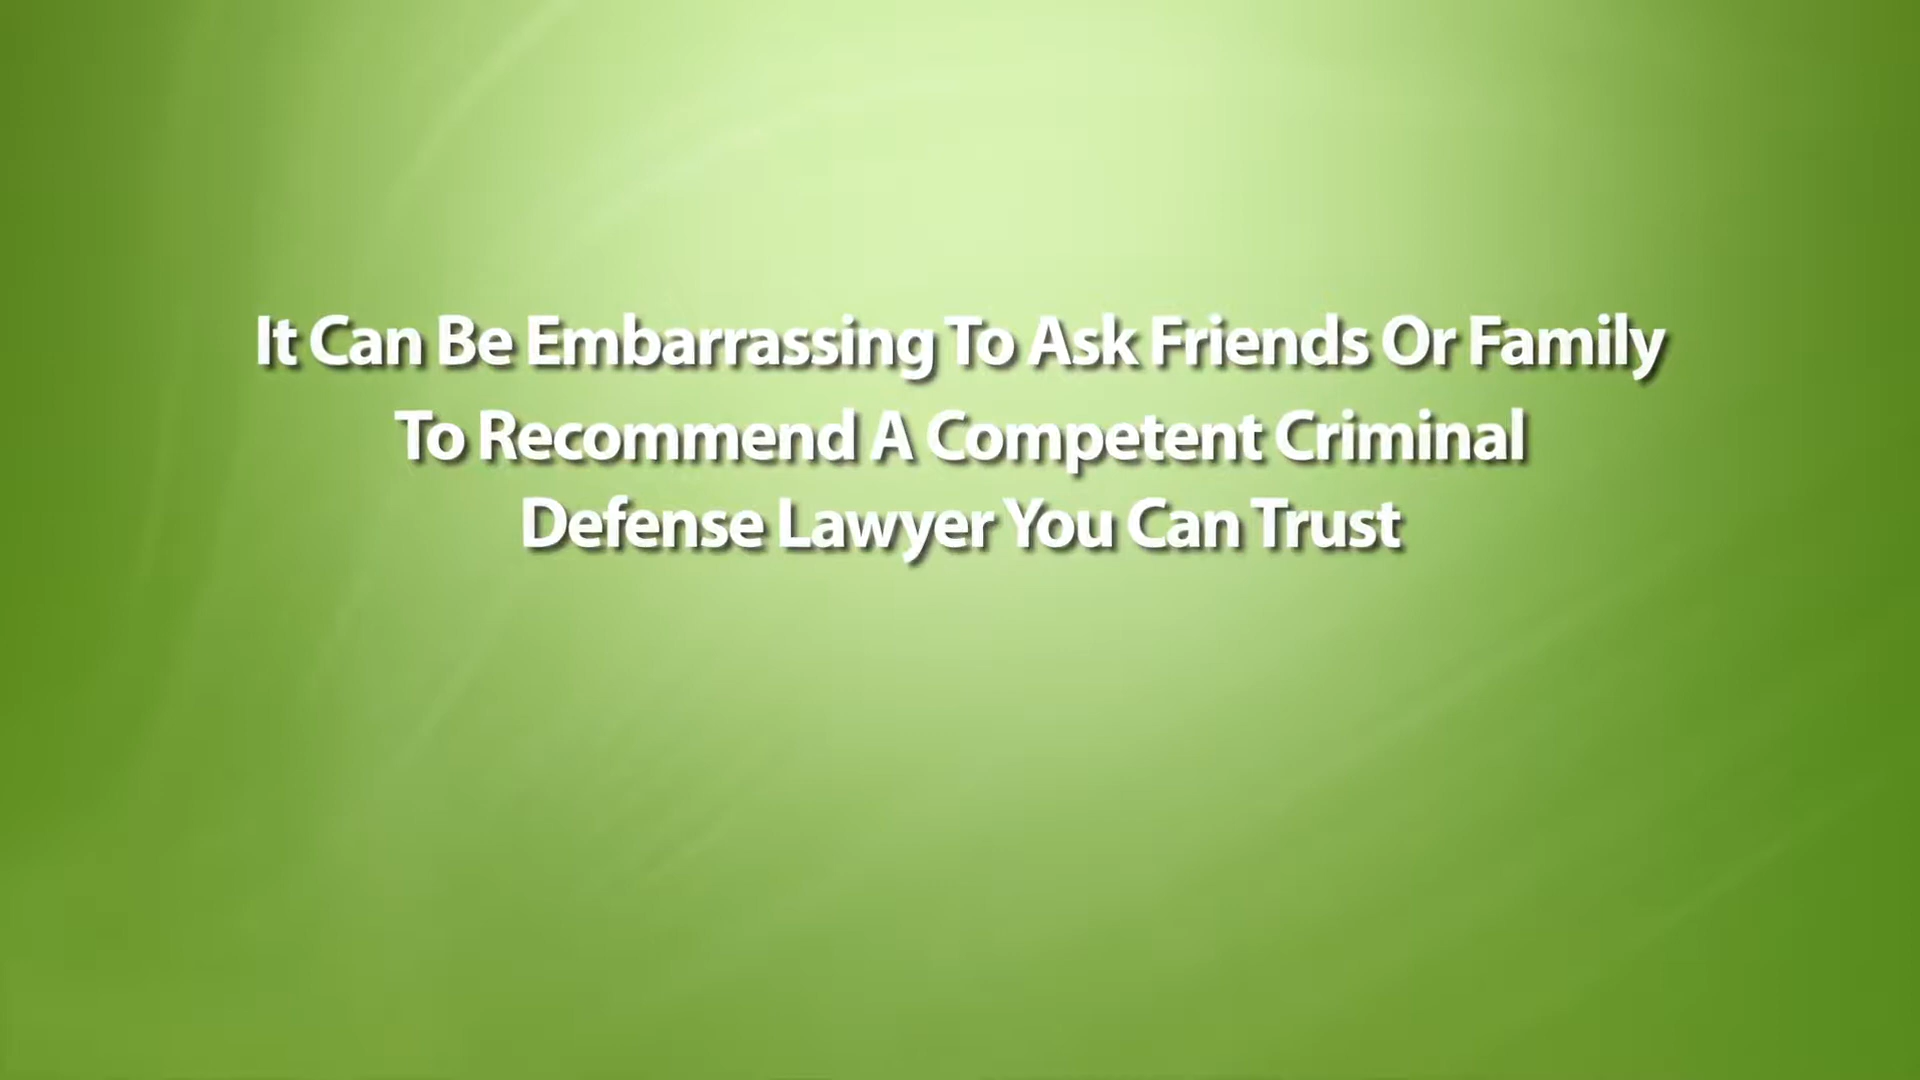 It Can Be Embarrassing To Ask Friends Or Family
To Recommend A Competent Criminal
Defense Lawyer You Can Trust